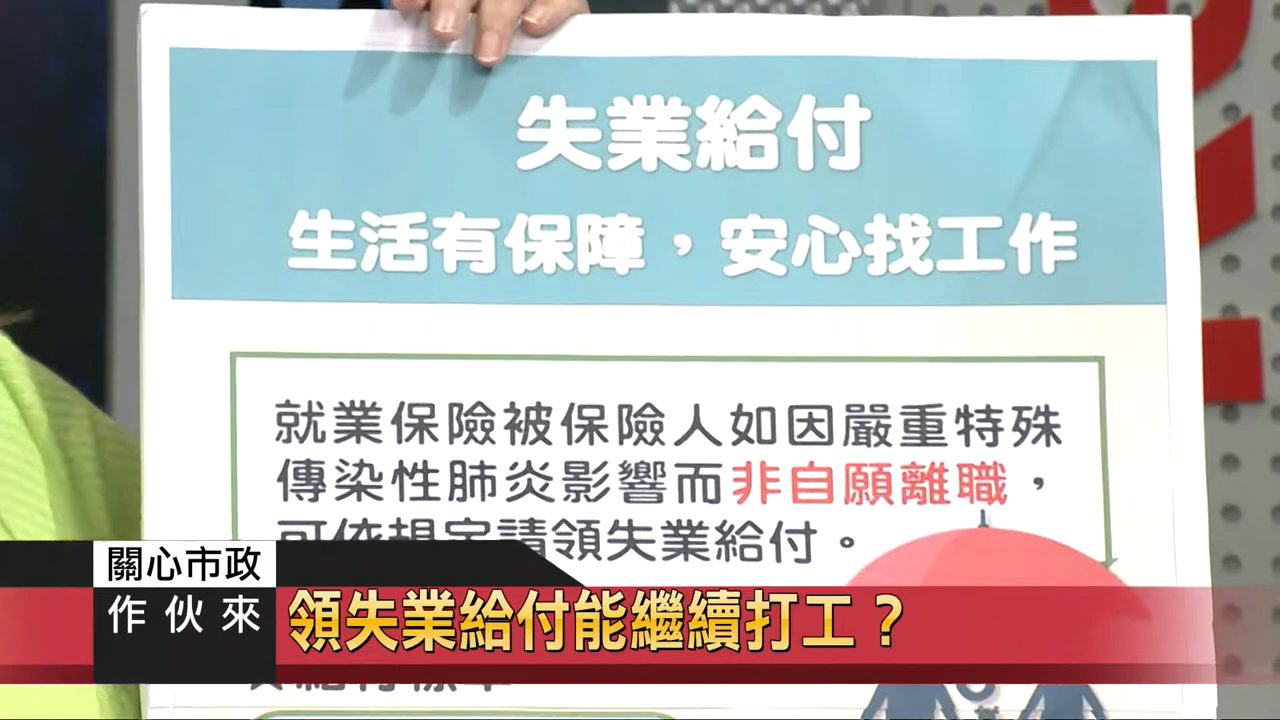 失業給付
生活有保障，安心找工作
就業保險被保險人如因嚴重特殊
傳染性肺炎影響而非自願離職，
可依規定請領失業給付。
關心市政
作伙來
領失業給付能繼續打工？